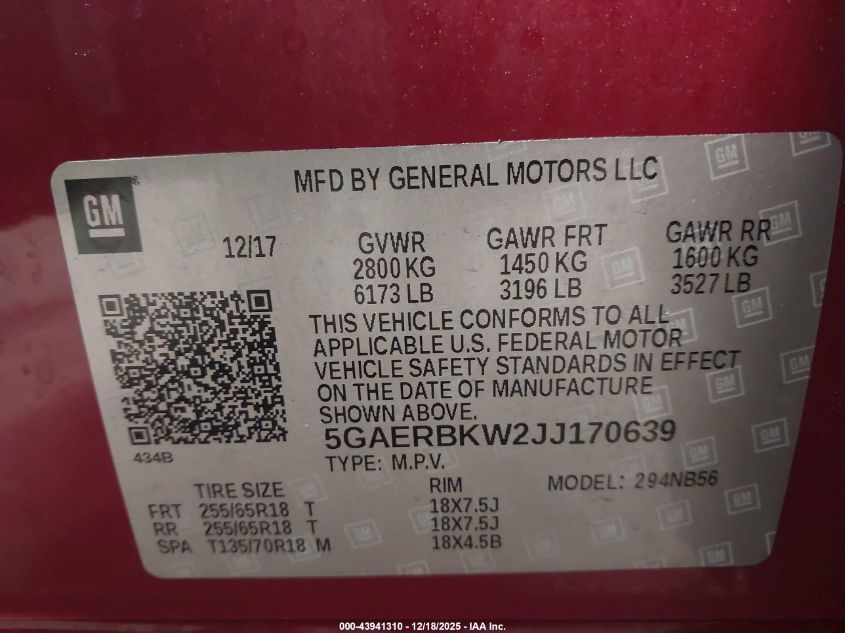 MFD BY GENERAL MOTORS LLC
GM
12/17 GVWR GAWR FRT GAWR RR
2800 KG 1450 KG 1600 KG
6173 LB 3196 LB 3527 LB
THIS VEHICLE CONFORMS TO ALL
APPLICABLE U.S. FEDERAL MOTOR
VEHICLE SAFETY STANDARDS IN EFFECT
ON THE DATE OF MANUFACTURE
SHOWN ABOVE.
5GAERBKW2JJ170639
434B
TYPE: M.P.V. MODEL: 294NB56
TIRE SIZE RIM
FRT 255/65R18 T 18X7.5J
RR 255/65R18 T 18X7.5J
SPA T135/70R18 M 18X4.5B
000-43941310 - 12/18/2025 - IAA Inc.